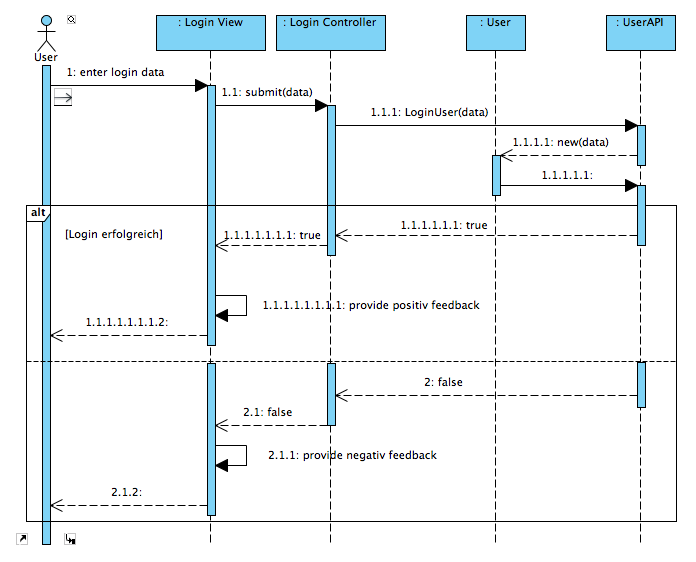 : Login View
: Login Controller
: User
: UserAPI
User
1: enter login data
1.1: submit(data)
1.1.1: LoginUser(data)
1.1.1.1: new(data)
1.1.1.1.1:
alt
[Login erfolgreich]
1.1.1.1.1.1: true
1.1.1.1.1.1.1: true
1.1.1.1.1.1.1.1: provide positiv feedback
1.1.1.1.1.1.1.2:
2: false
2.1: false
2.1.1: provide negativ feedback
2.1.2: